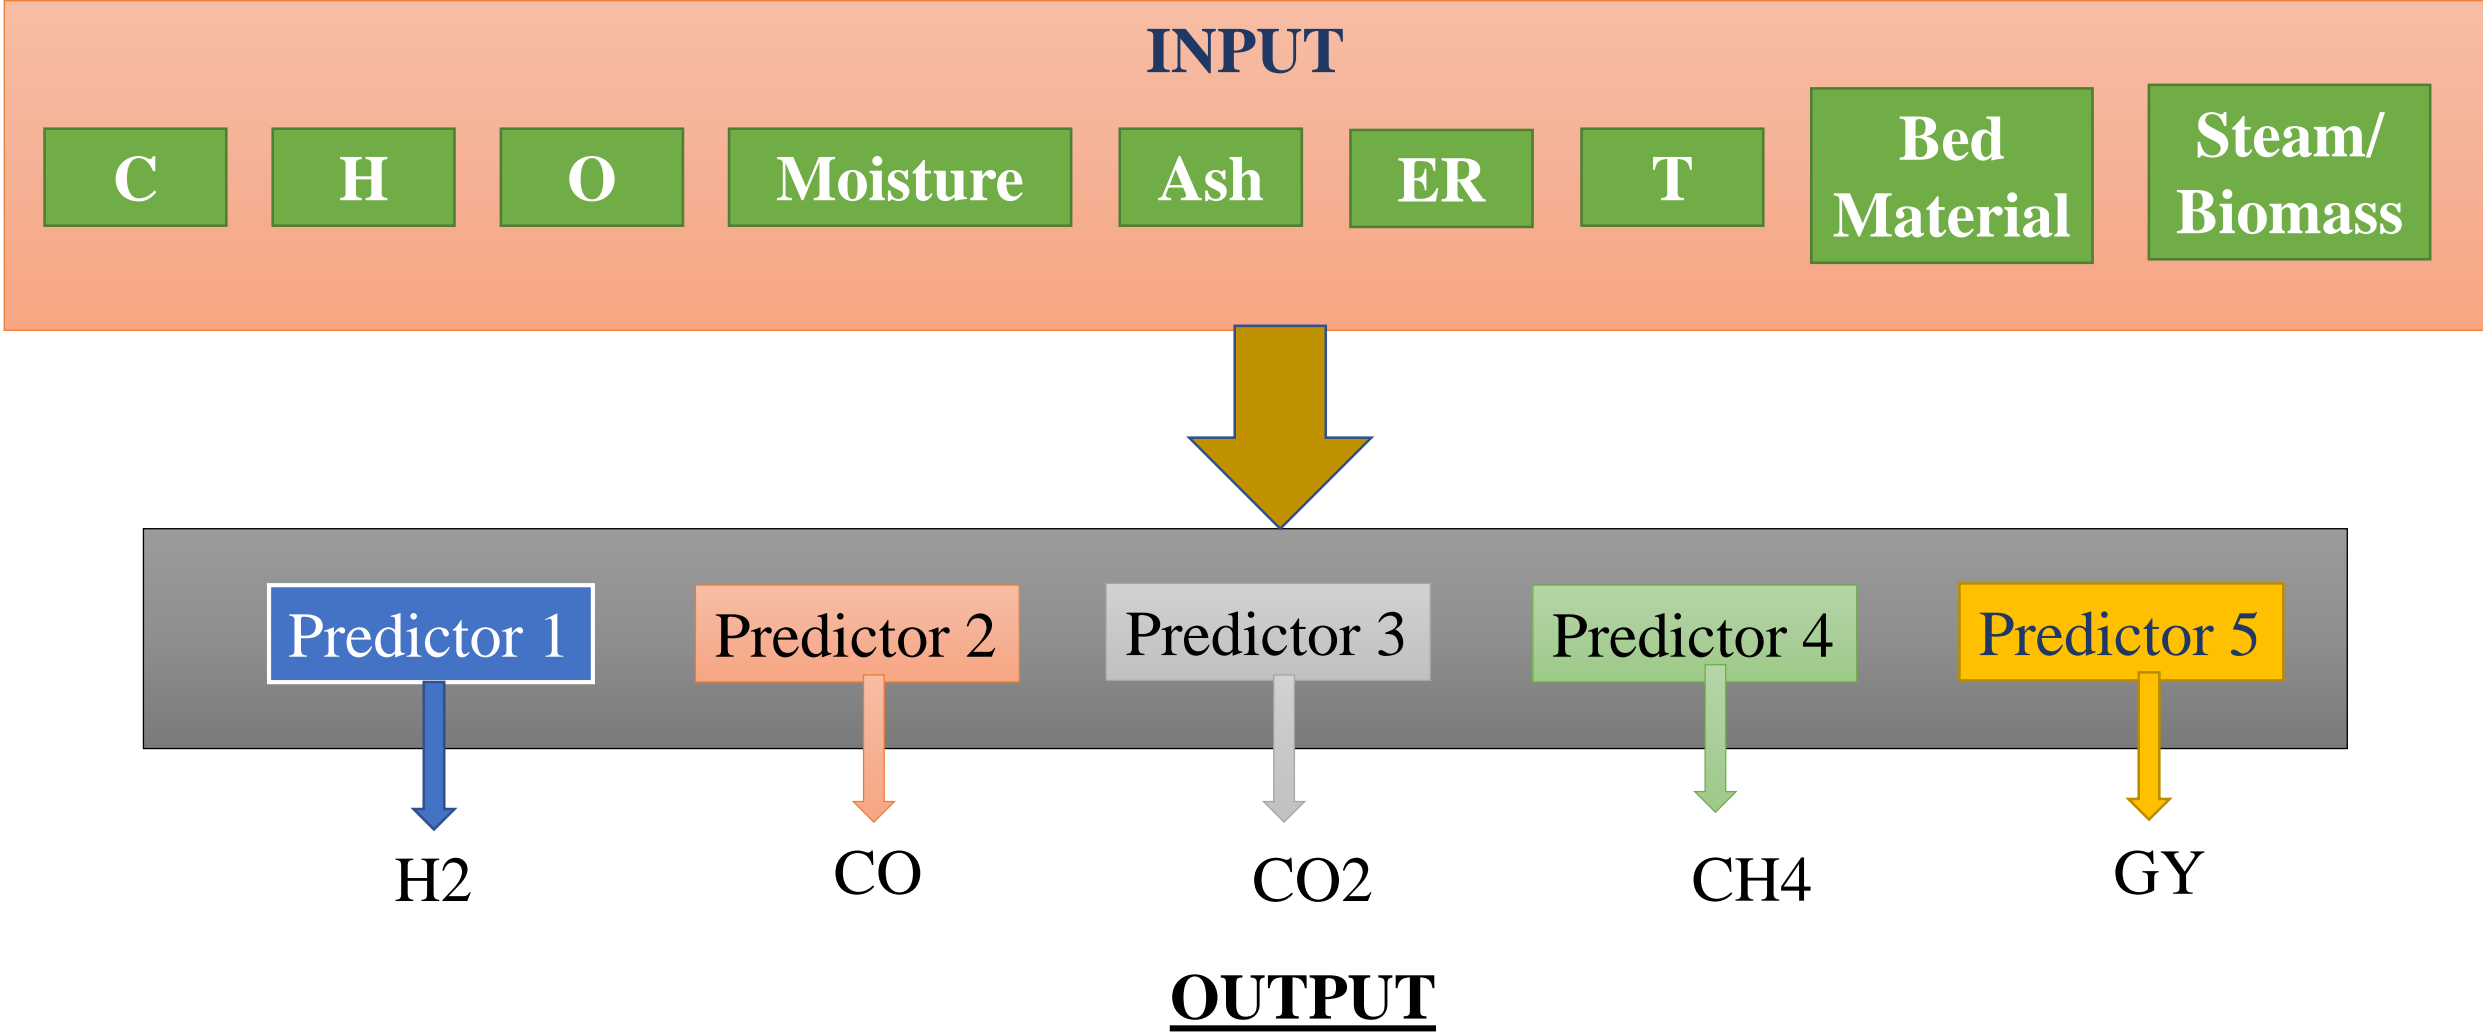 INPUT
C
H
O
Moisture
Ash
ER
T
Bed
Material
Steam/
Biomass
Predictor 1
Predictor 2
Predictor 3
Predictor 4
Predictor 5
H2
CO
CO2
CH4
GY
OUTPUT